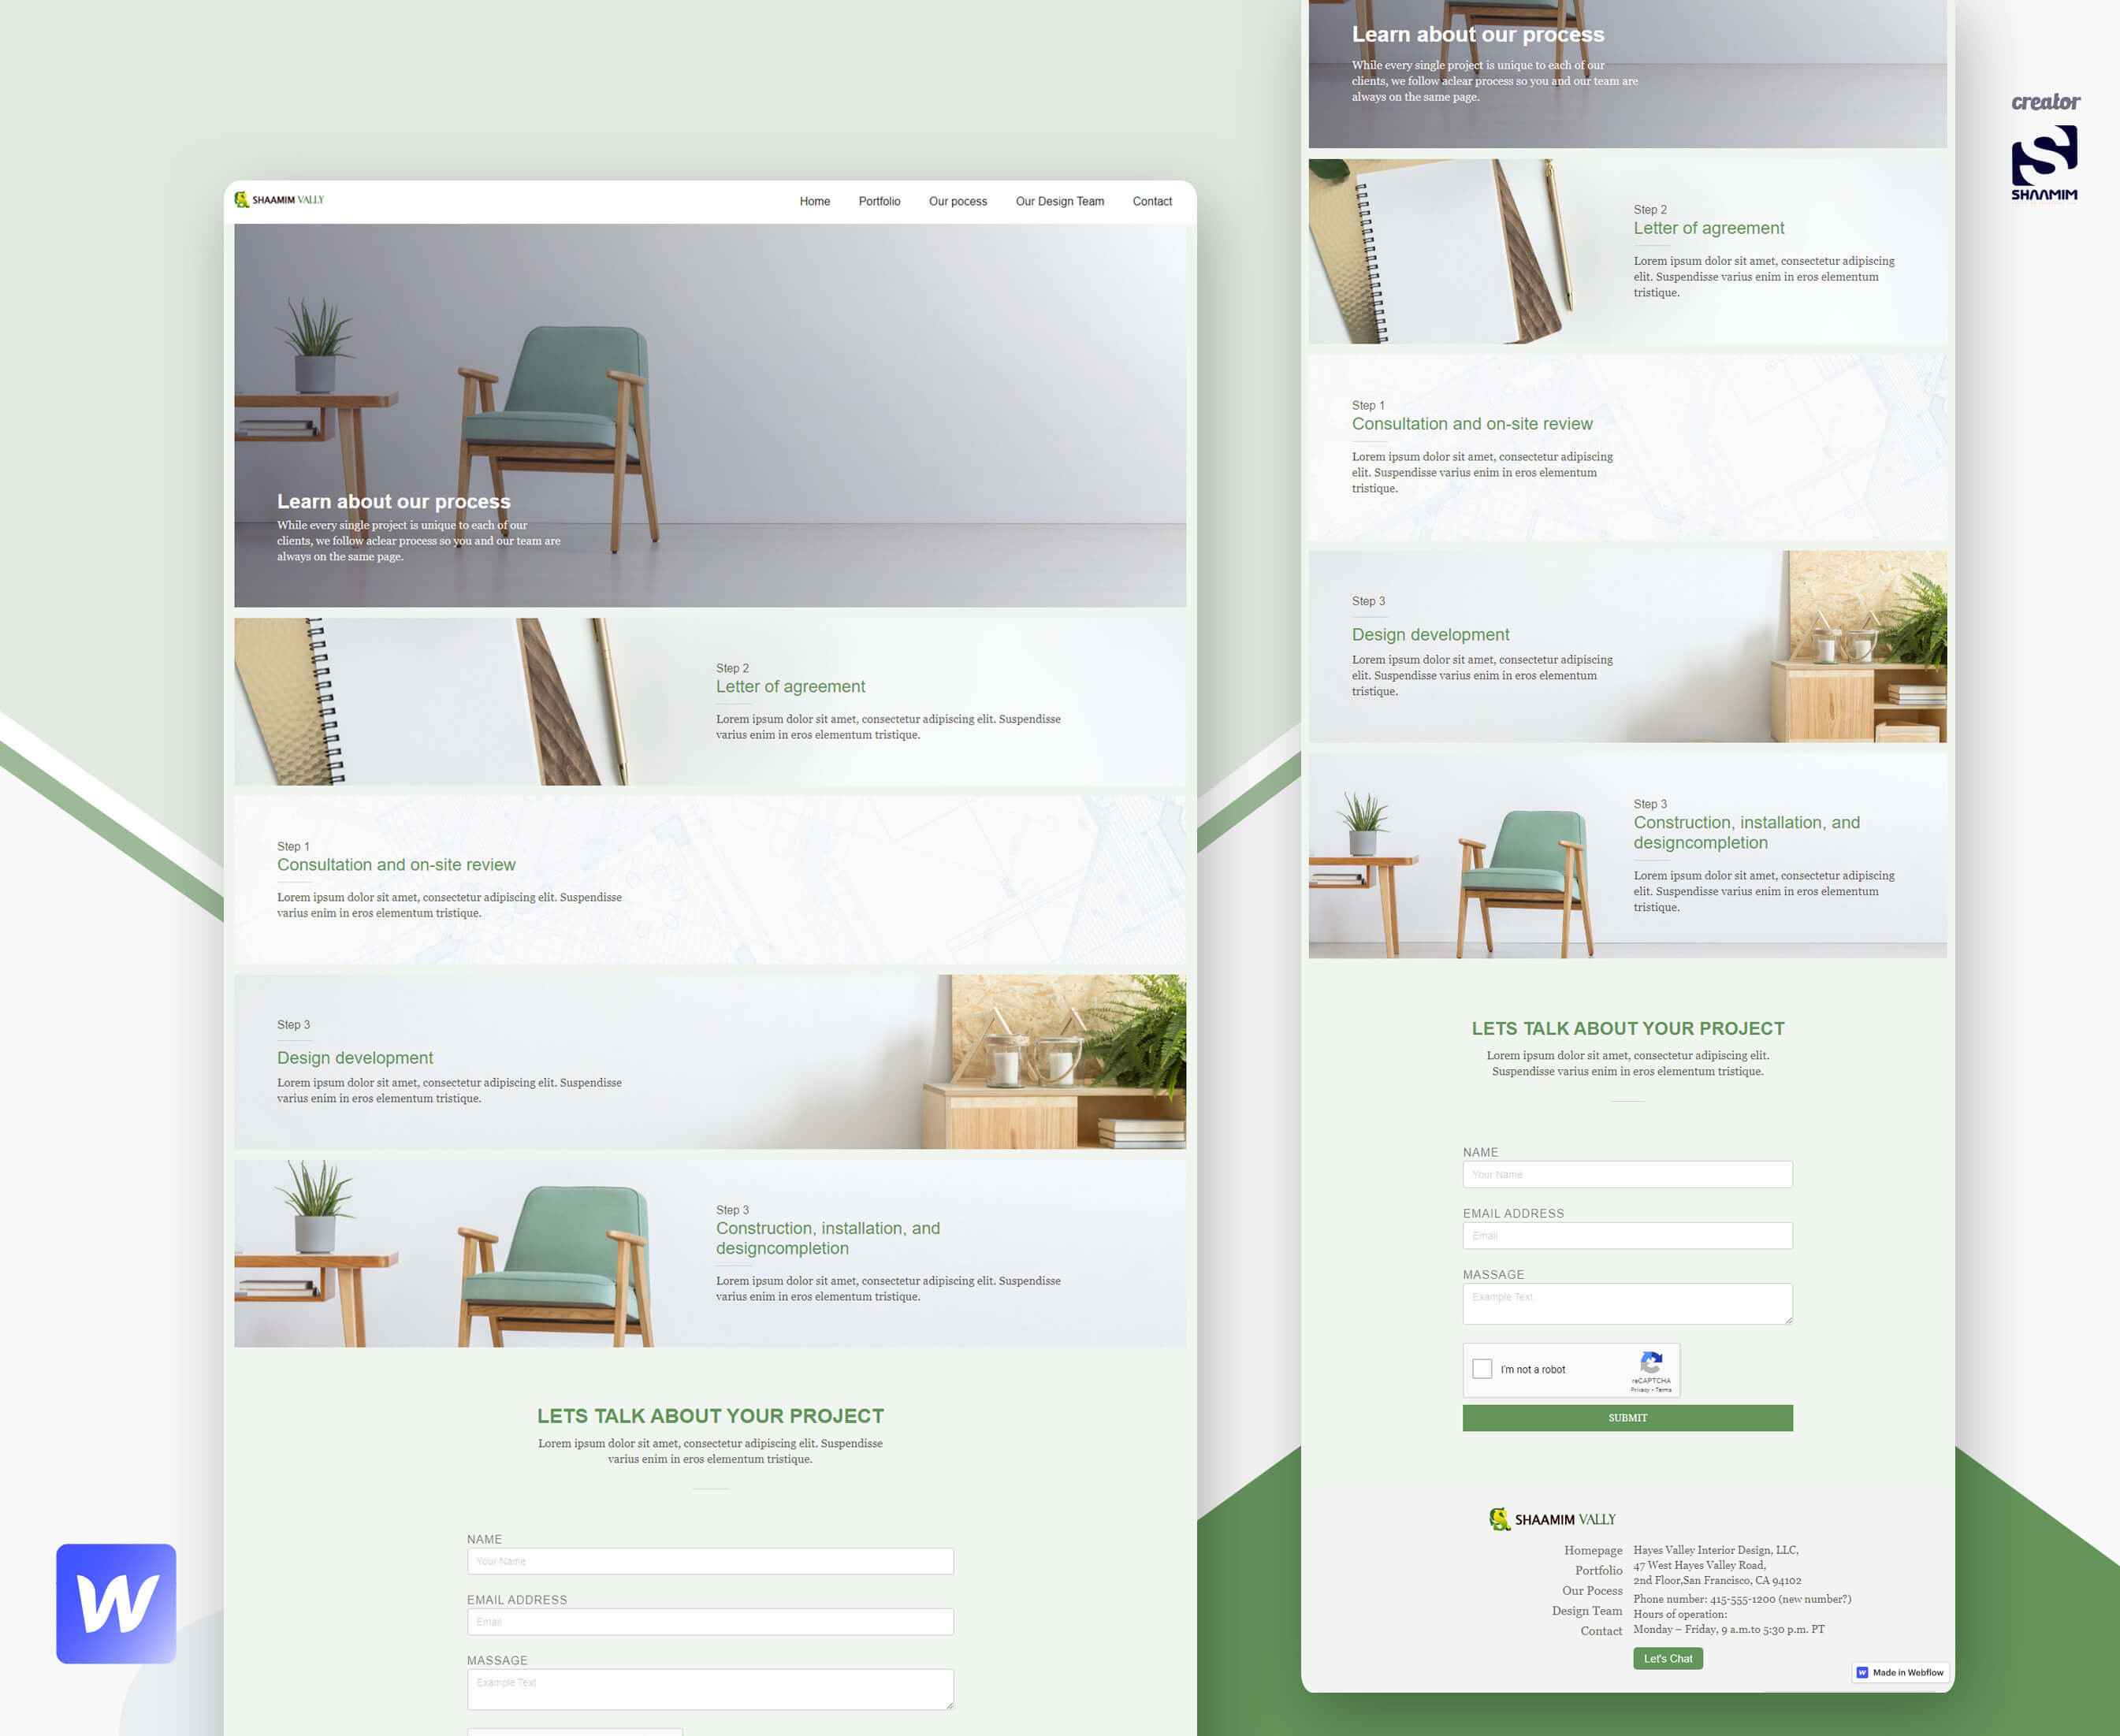 SHAAMIM VALLY
Home Portfolio Our pocess Our Design Team Contact
Learn about our process
While every single project is unique to each of our
clients, we follow aclear process so you and our team are
always on the same page.
Step 2
Letter of agreement
Lorem ipsum dolor sit amet, consectetur adipiscing elit. Suspendisse
varius enim in eros elementum tristique.
Step 1
Consultation and on-site review
Lorem ipsum dolor sit amet, consectetur adipiscing elit. Suspendisse
varius enim in eros elementum tristique.
Step 3
Design development
Lorem ipsum dolor sit amet, consectetur adipiscing elit. Suspendisse
varius enim in eros elementum tristique.
Step 3
Construction, installation, and
designcompletion
Lorem ipsum dolor sit amet, consectetur adipiscing elit. Suspendisse
varius enim in eros elementum tristique.
LETS TALK ABOUT YOUR PROJECT
Lorem ipsum dolor sit amet, consectetur adipiscing elit. Suspendisse
varius enim in eros elementum tristique.
NAME
Your Name
EMAIL ADDRESS
Email
MASSAGE
Example Text
W
Learn about our process
While every single project is unique to each of our
clients, we follow aclear process so you and our team are
always on the same page.
Step 2
Letter of agreement
Lorem ipsum dolor sit amet, consectetur adipiscing
elit. Suspendisse varius enim in eros elementum
tristique.
Step 1
Consultation and on-site review
Lorem ipsum dolor sit amet, consectetur adipiscing
elit. Suspendisse varius enim in eros elementum
tristique.
Step 3
Design development
Lorem ipsum dolor sit amet, consectetur adipiscing
elit. Suspendisse varius enim in eros elementum
tristique.
Step 3
Construction, installation, and
designcompletion
Lorem ipsum dolor sit amet, consectetur adipiscing
elit. Suspendisse varius enim in eros elementum
tristique.
LETS TALK ABOUT YOUR PROJECT
Lorem ipsum dolor sit amet, consectetur adipiscing elit.
Suspendisse varius enim in eros elementum tristique.
NAME
Your Name
EMAIL ADDRESS
Email
MASSAGE
Example Text
I'm not a robot
reCAPTCHA
Privacy - Terms
SUBMIT
SHAAMIM VALLY
Homepage
Portfolio
Our Pocess
Design Team
Contact
Hayes Valley Interior Design, LLC,
47 West Hayes Valley Road,
2nd Floor,San Francisco, CA 94102
Phone number: 415-555-1200 (new number?)
Hours of operation:
Monday – Friday, 9 a.m.to 5:30 p.m. PT
Let's Chat
Made in Webflow
creator
SHAAMIM